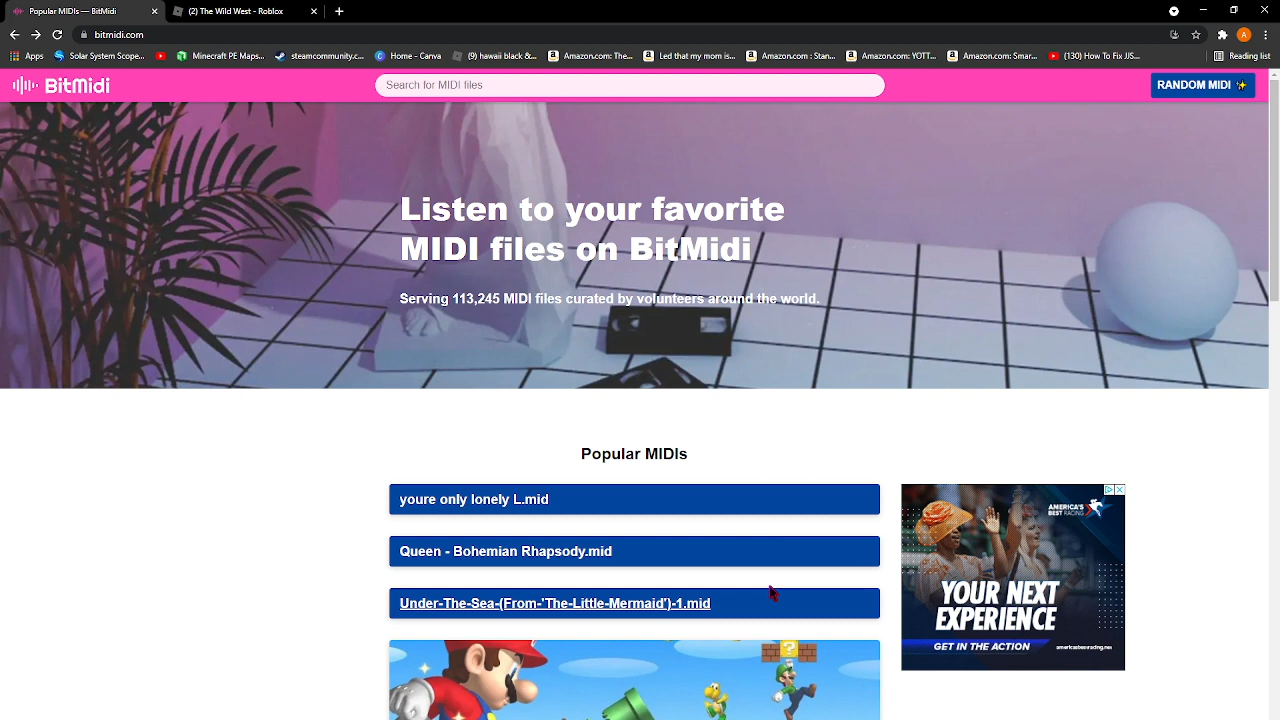 Popular MIDIs — BitMidi
(2) The Wild West - Roblox
bitmidi.com
Apps
Solar System Scope...
Minecraft PE Maps...
steamcommunity.c...
Home - Canva
(9) hawaii black &...
Amazon.com: The...
Led that my mom is...
Amazon.com : Stan...
Amazon.com: YOTT...
Amazon.com: Smar...
(130) How To Fix JJS...
Reading list
BitMidi
Search for MIDI files
RANDOM MIDI ✨
Listen to your favorite
MIDI files on BitMidi
Serving 113,245 MIDI files curated by volunteers around the world.
Popular MIDIs
youre only lonely L.mid
Queen - Bohemian Rhapsody.mid
Under-The-Sea-(From-'The-Little-Mermaid')-1.mid
AMERICA'S
BEST RACING
YOUR NEXT
EXPERIENCE
GET IN THE ACTION
americasbestracing.net
A
?